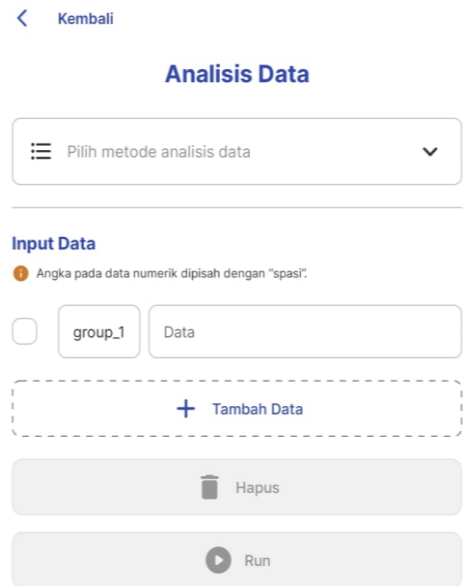 Kembali
Analisis Data
Pilih metode analisis data
Input Data
Angka pada data numerik dipisah dengan "spasi".
group_1 Data
Tambah Data
Hapus
Run